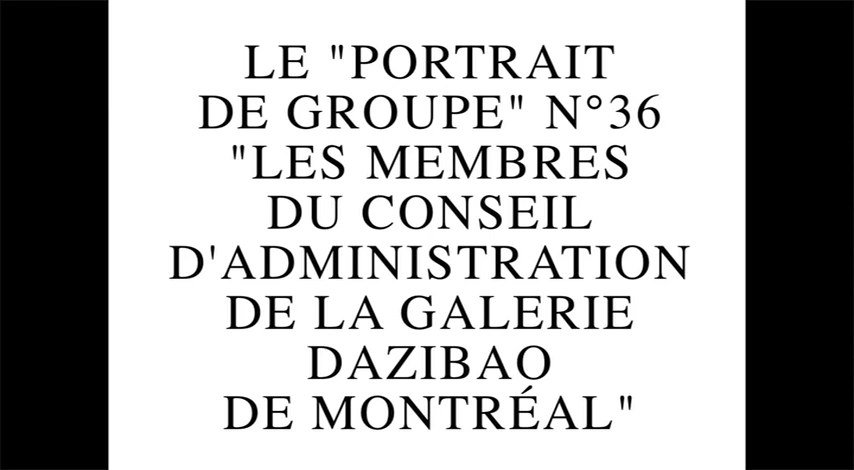 LE "PORTRAIT
DE GROUPE" N°36
"LES MEMBRES
DU CONSEIL
D'ADMINISTRATION
DE LA GALERIE
DAZIBAO
DE MONTRÉAL"